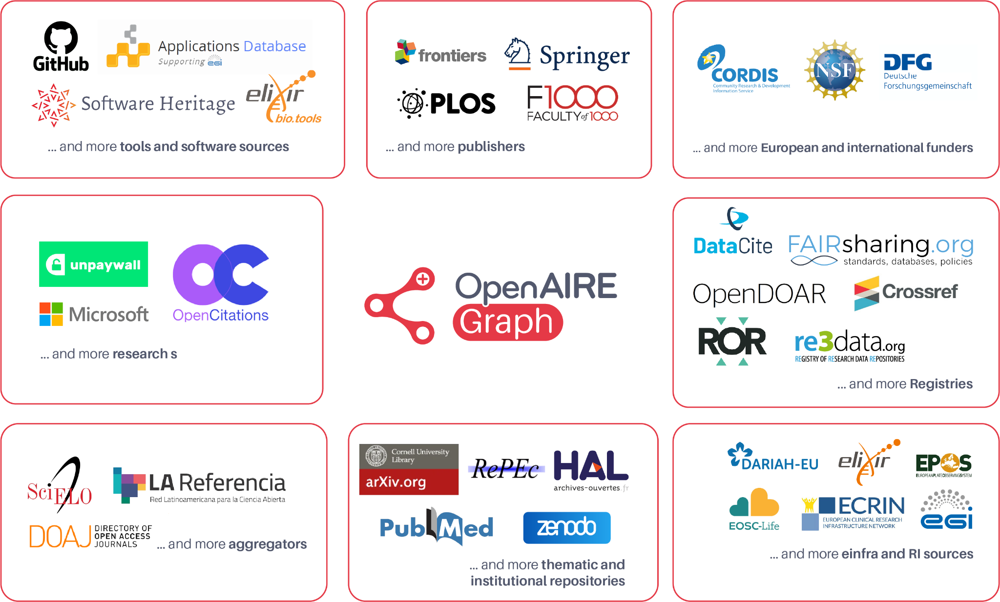 GitHub
Applications Database
Supporting egi
Software Heritage
elixir
bio.tools
... and more tools and software sources
frontiers
Springer
PLOS
F1000
FACULTY of 1000
... and more publishers
CORDIS
Community Research & Development
Information Service
NSF
DFG
Deutsche
Forschungsgemeinschaft
... and more European and international funders
unpaywall
Microsoft
OC
OpenCitations
... and more research s
OpenAIRE
Graph
DataCite
FAIRsharing.org
standards, databases, policies
OpenDOAR
Crossref
ROR
re3data.org
REGISTRY OF RESEARCH DATA REPOSITORIES
... and more Registries
SciELO
LA Referencia
Red Latinoamericana para la Ciencia Abierta
DOAJ
DIRECTORY OF
OPEN ACCESS
JOURNALS
... and more aggregators
Cornell University
Library
arXiv.org
RePEc
HAL
archives-ouvertes.fr
PubMed
zenodo
... and more thematic and
institutional repositories
DARIAH-EU
elixir
EPOS
EUROPEANPLATEOBSERVINGSYSTEM
EOSC-Life
ECRIN
EUROPEAN CLINICAL RESEARCH
INFRASTRUCTURE NETWORK
egi
... and more einfra and RI sources